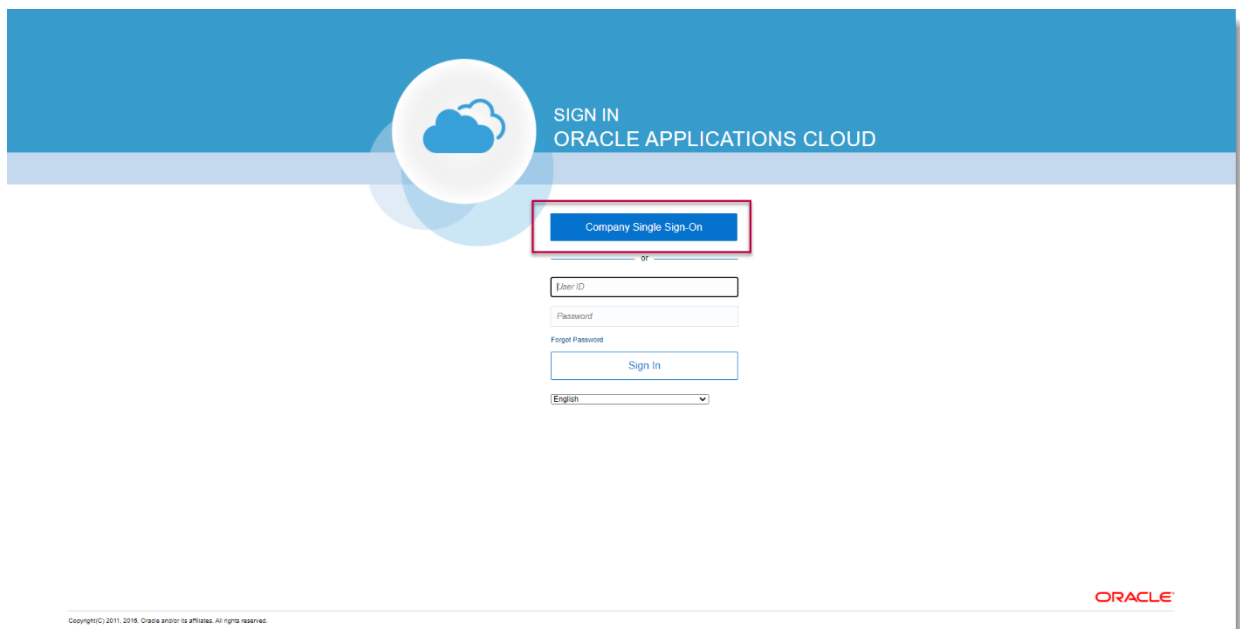 SIGN IN
ORACLE APPLICATIONS CLOUD
Company Single Sign-On
or
User ID
Password
Forgot Password
Sign In
English
ORACLE
Copyright(C) 2011, 2016, Oracle and/or its affiliates. All rights reserved.